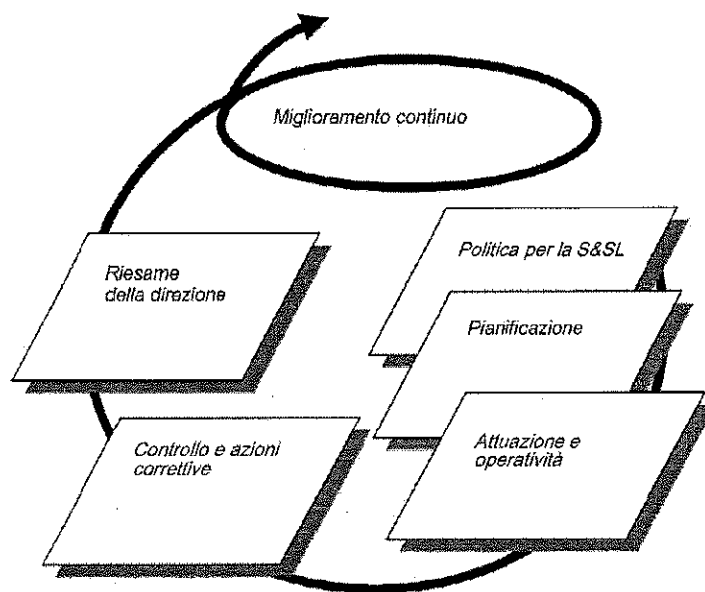 Miglioramento continuo
Politica per la S&SL
Riesame
della direzione
Pianificazione
Attuazione e
operatività
Controllo e azioni
correttive